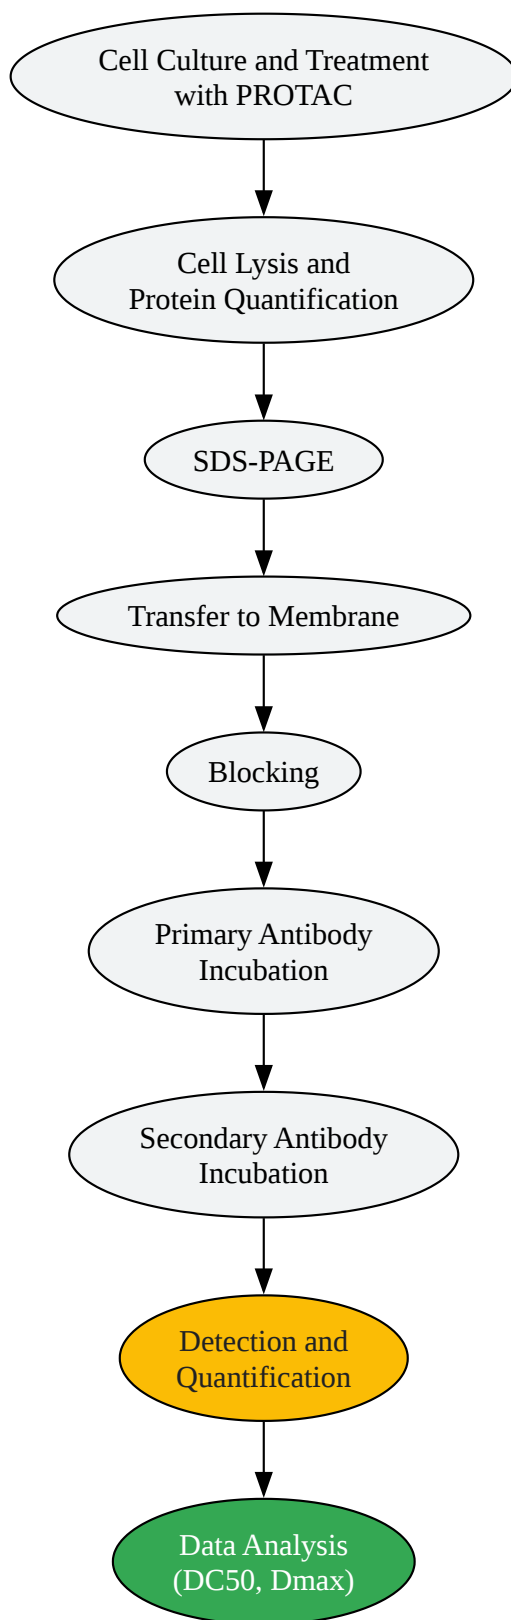 Cell Culture and Treatment
with PROTAC
Cell Lysis and
Protein Quantification
SDS-PAGE
Transfer to Membrane
Blocking
Primary Antibody
Incubation
Secondary Antibody
Incubation
Detection and
Quantification
Data Analysis
(DC50, Dmax)